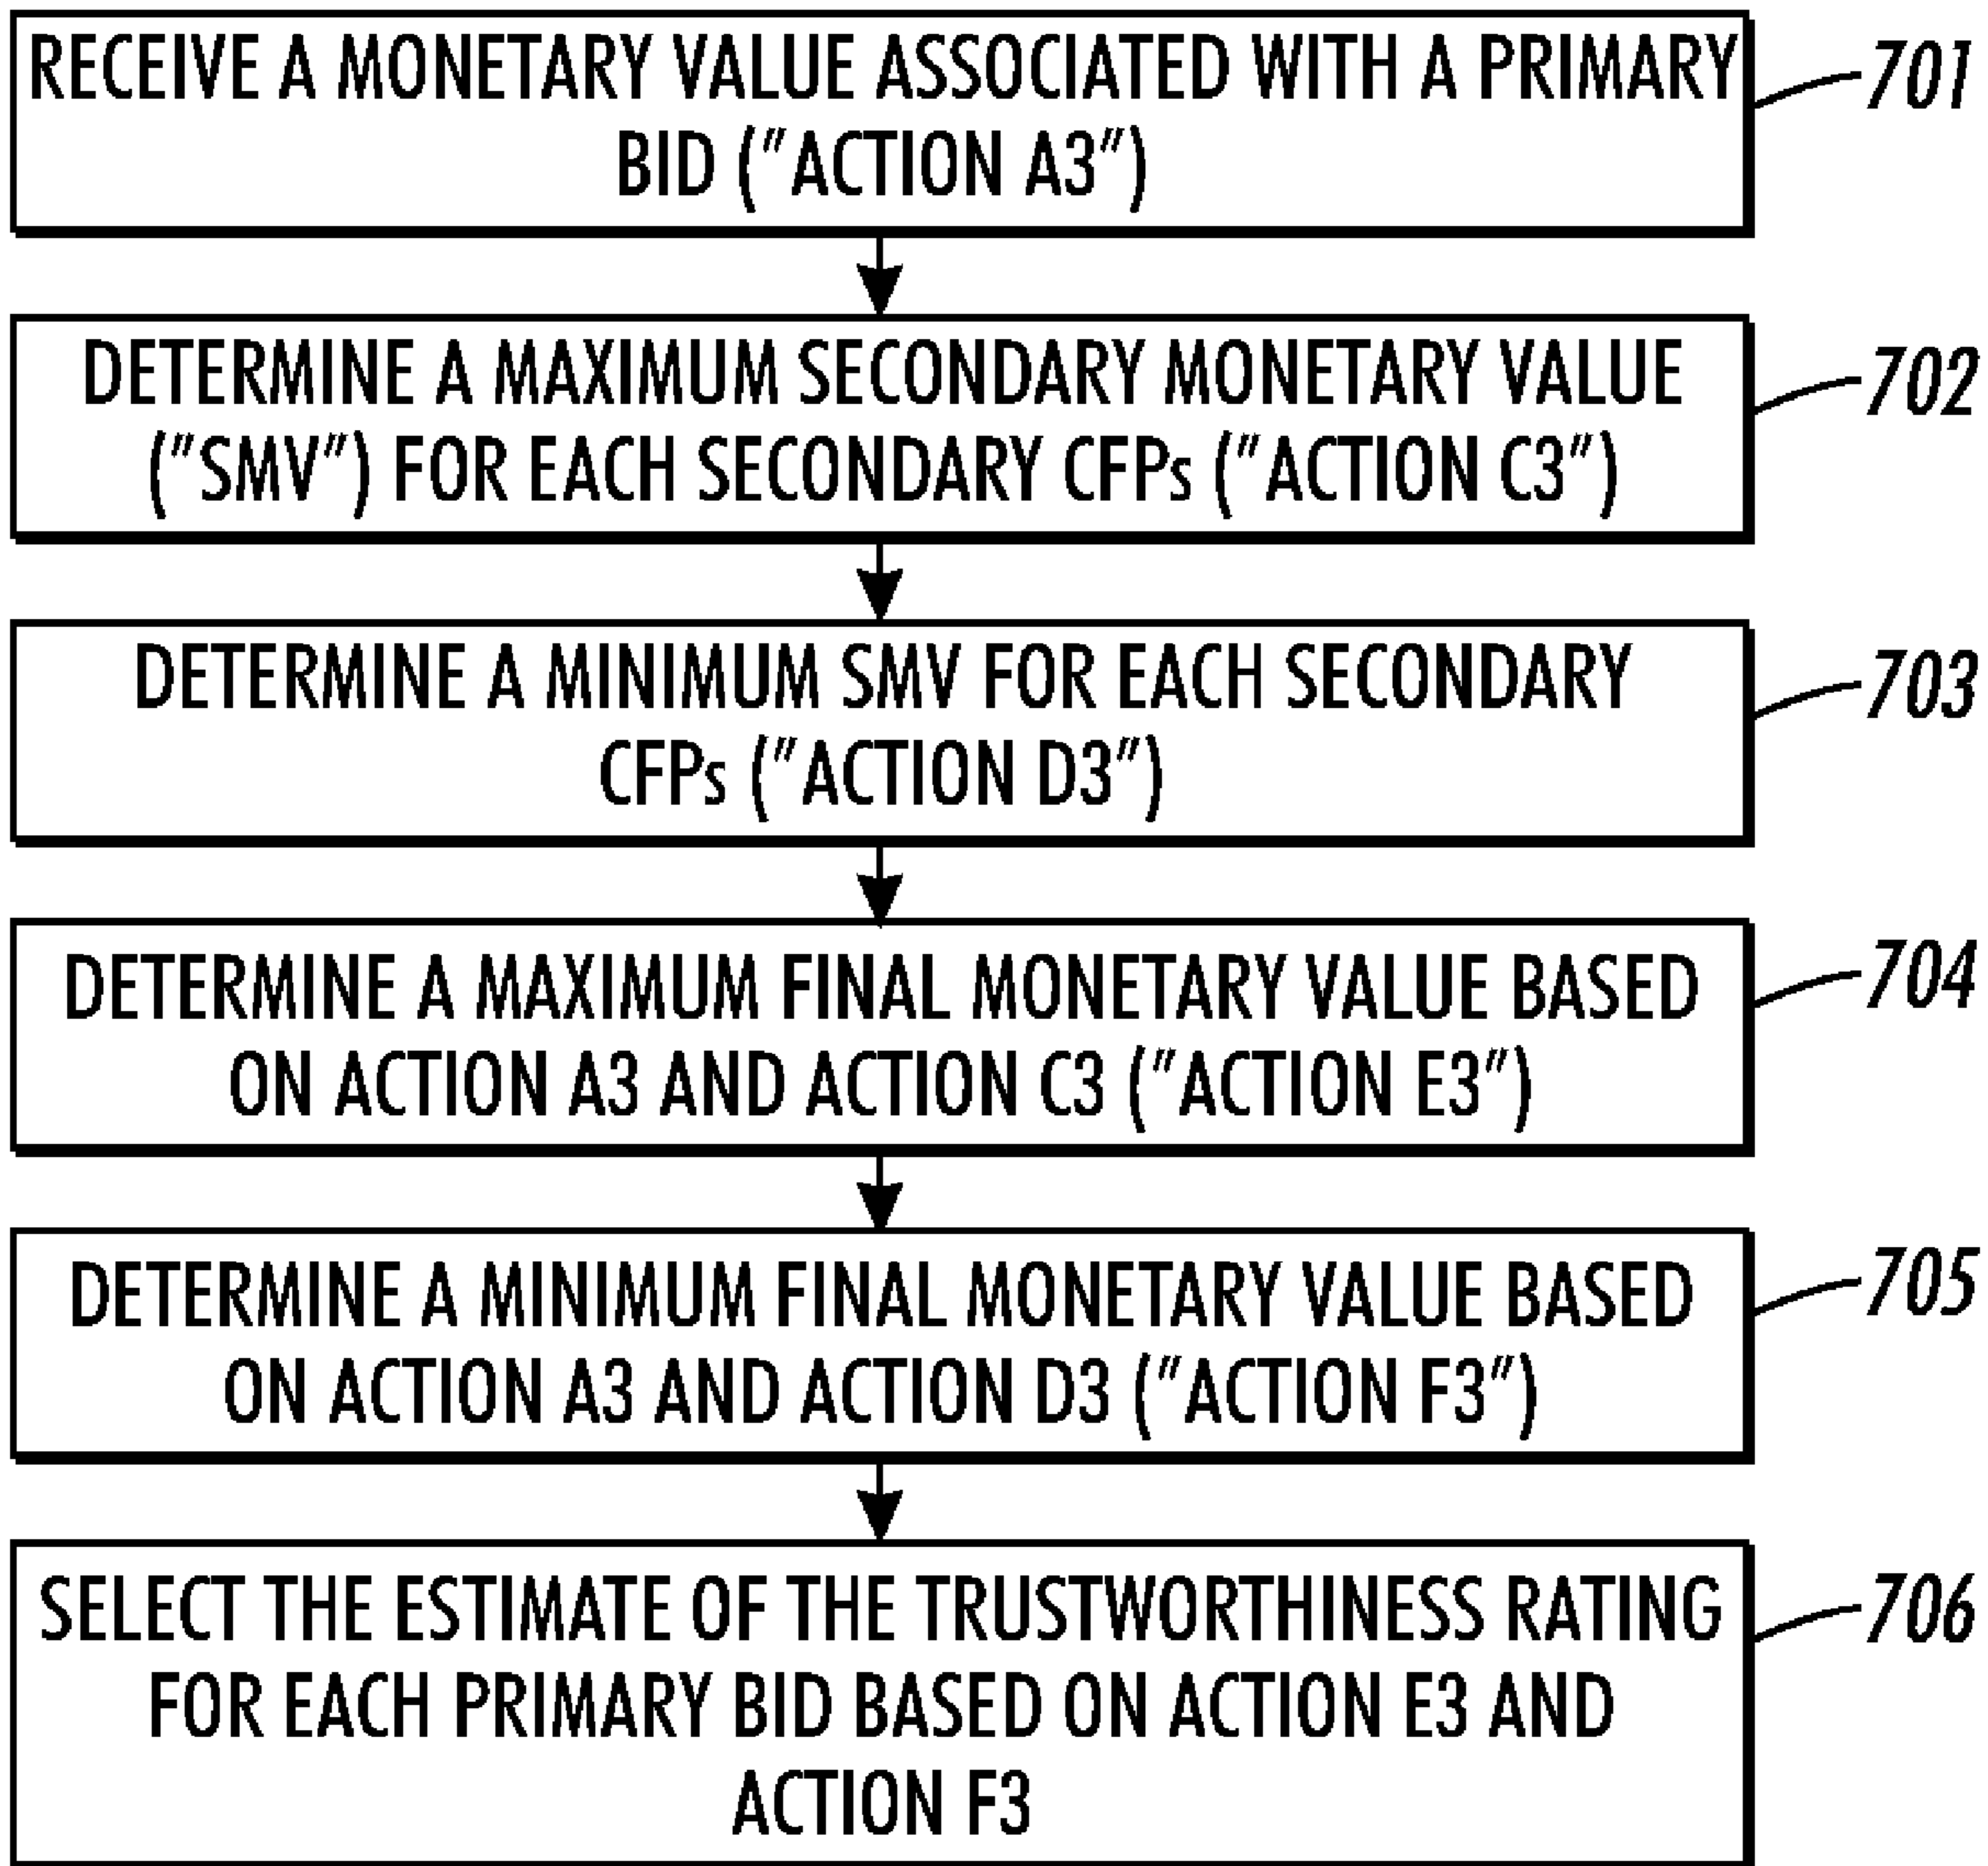 RECEIVE A MONETARY VALUE ASSOCIATED WITH A PRIMARY
BID ("ACTION A3")
701
DETERMINE A MAXIMUM SECONDARY MONETARY VALUE
("SMV") FOR EACH SECONDARY CFPs ("ACTION C3")
702
DETERMINE A MINIMUM SMV FOR EACH SECONDARY
CFPs ("ACTION D3")
703
DETERMINE A MAXIMUM FINAL MONETARY VALUE BASED
ON ACTION A3 AND ACTION C3 ("ACTION E3")
704
DETERMINE A MINIMUM FINAL MONETARY VALUE BASED
ON ACTION A3 AND ACTION D3 ("ACTION F3")
705
SELECT THE ESTIMATE OF THE TRUSTWORTHINESS RATING
FOR EACH PRIMARY BID BASED ON ACTION E3 AND
ACTION F3
706